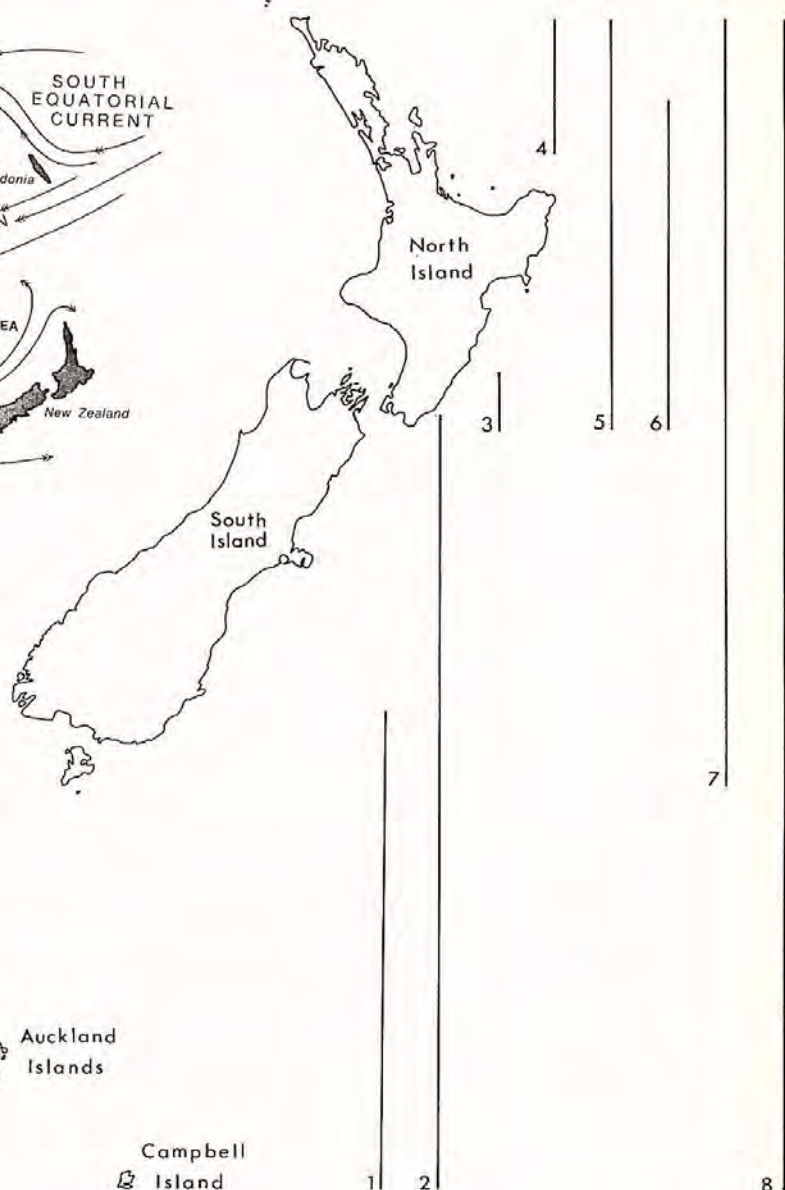 SOUTH
EQUATORIAL
CURRENT
donia
EA
New Zealand
North
Island
South
Island
Auckland
Islands
Campbell
Island
4
3
5
6
7
1
2
8